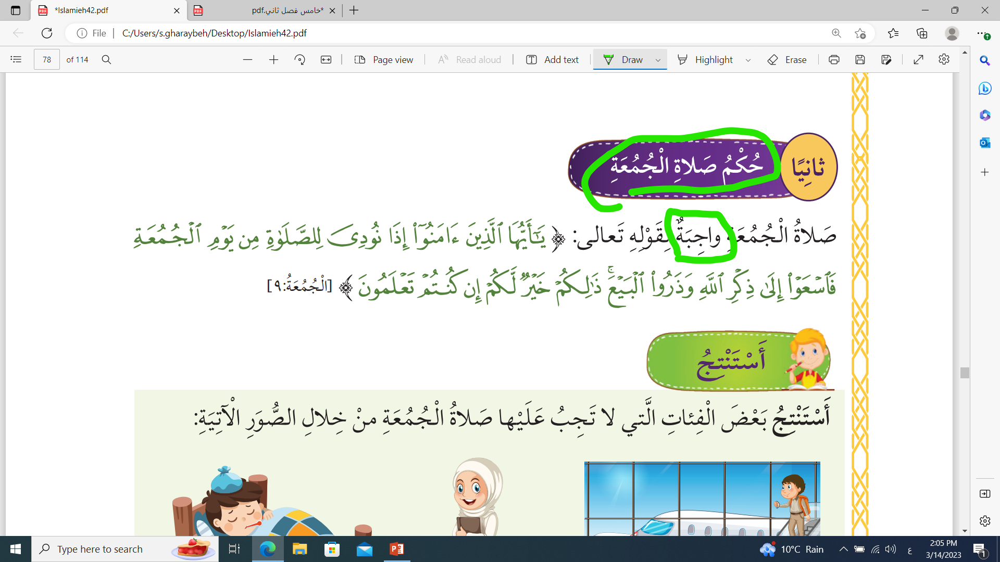 *Islamieh42.pdf
*خامس فصل ثاني.pdf
File
C:/Users/s.gharaybeh/Desktop/Islamieh42.pdf
78 of 114
Page view
Read aloud
Add text
Draw
Highlight
Erase
ثانِيًا
حُكْمُ صَلاةِ الْجُمُعَةِ
صَلاةُ الْجُمُعَةِ واجِبَةٌ لِقَوْلِهِ تَعالى: ﴿ يَـٰٓأَيُّهَا ٱلَّذِينَ ءَامَنُوٓا۟ إِذَا نُودِىَ لِلصَّلَوٰةِ مِن يَوْمِ ٱلْجُمُعَةِ
فَٱسْعَوْا۟ إِلَىٰ ذِكْرِ ٱللَّهِ وَذَرُوا۟ ٱلْبَيْعَ ۚ ذَٰلِكُمْ خَيْرٌ لَّكُمْ إِن كُنتُمْ تَعْلَمُونَ ﴾ [الْجُمُعَةُ:٩]
أَسْتَنْتِجُ
أَسْتَنْتِجُ بَعْضَ الْفِئاتِ الَّتي لا تَجِبُ عَلَيْها صَلاةُ الْجُمُعَةِ منْ خِلالِ الصُّوَرِ الْآتِيَةِ:
Type here to search
10°C Rain
ع
2:05 PM
3/14/2023
1